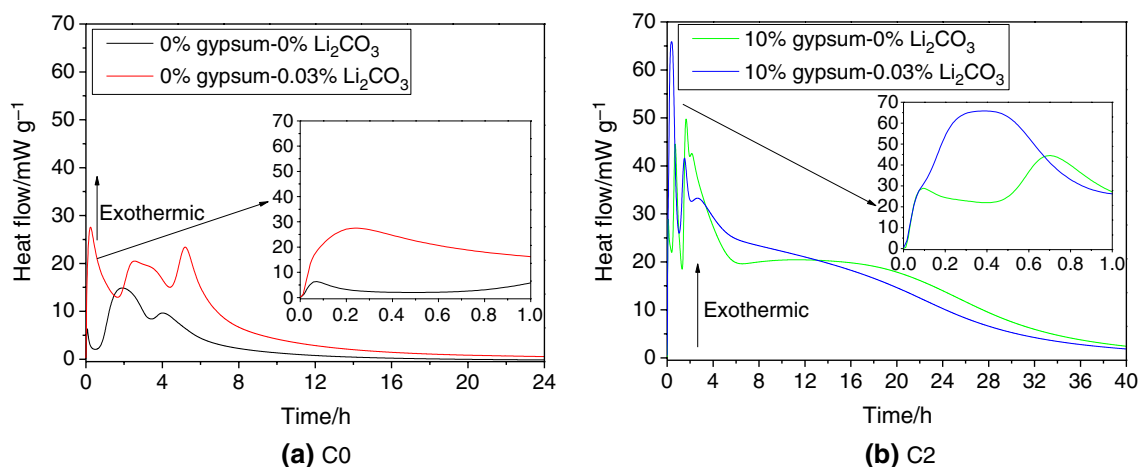 70
60
50
40
30
20
10
0
Heat flow/mW g⁻¹
0% gypsum-0% Li₂CO₃
0% gypsum-0.03% Li₂CO₃
Exothermic
70
60
50
40
30
20
10
0
0.0 0.2 0.4 0.6 0.8 1.0
0 4 8 12 16 20 24
Time/h
(a) C0
70
60
50
40
30
20
10
0
Heat flow/mW g⁻¹
10% gypsum-0% Li₂CO₃
10% gypsum-0.03% Li₂CO₃
70
60
50
40
30
20
10
0
0.0 0.2 0.4 0.6 0.8 1.0
Exothermic
0 4 8 12 16 20 24 28 32 36 40
Time/h
(b) C2